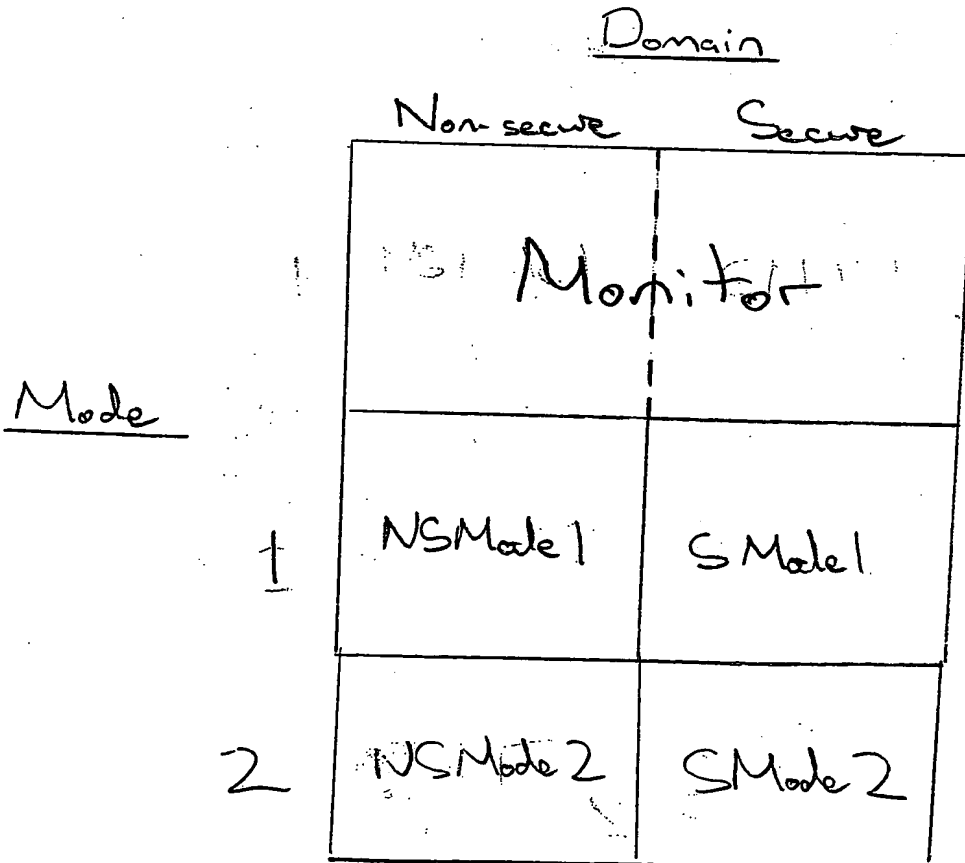 Domain
Non-secure Secure
Monitor
Mode
1 NSMode1 SMode1
2 NSMode2 SMode2